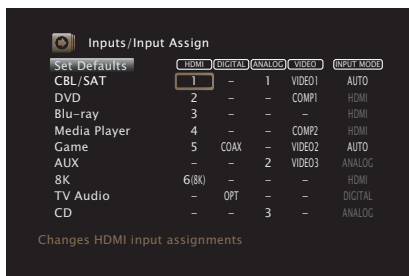 Inputs/Input Assign
Set Defaults HDMI DIGITAL ANALOG VIDEO INPUT MODE
CBL/SAT 1 – 1 VIDEO1 AUTO
DVD 2 – – COMP1 HDMI
Blu-ray 3 – – – HDMI
Media Player 4 – – COMP2 HDMI
Game 5 COAX – VIDEO2 AUTO
AUX – – 2 VIDEO3 ANALOG
8K 6(8K) – – – HDMI
TV Audio – OPT – – DIGITAL
CD – – 3 – ANALOG
Changes HDMI input assignments